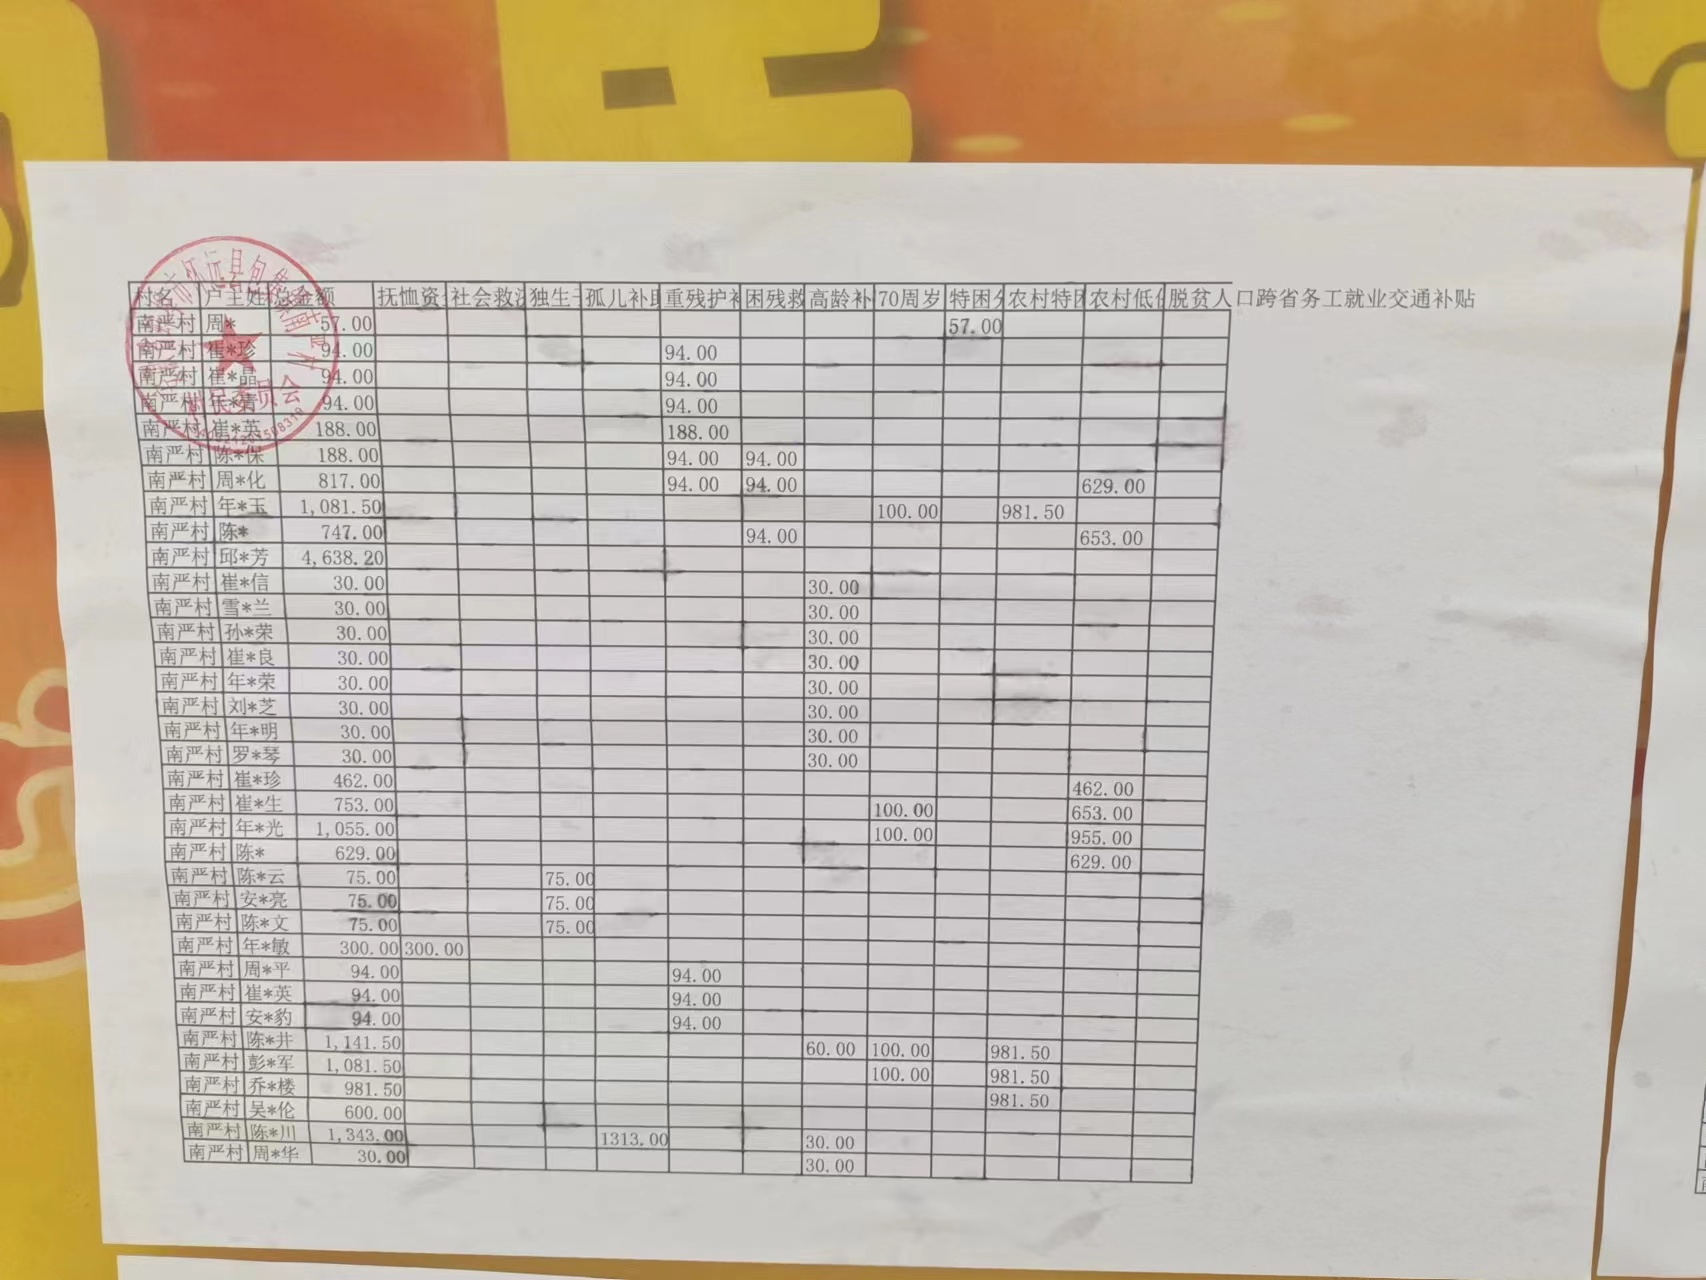 村名 户主姓 总金额 抚恤资 社会救 独生 孤儿补 重残护 困残救 高龄补 70周岁 特困 农村特困 农村低 脱贫人口跨省务工就业交通补贴
南严村 周* 57.00 57.00
南严村 崔*珍 94.00 94.00
南严村 崔*晶 94.00 94.00
南严村 年*青 94.00 94.00
南严村 崔*英 188.00 188.00
南严村 陈*保 188.00 94.00 94.00
南严村 周*化 817.00 94.00 94.00 629.00
南严村 年*玉 1,081.50 100.00 981.50
南严村 陈* 747.00 94.00 653.00
南严村 邱*芳 4,638.20
南严村 崔*信 30.00 30.00
南严村 雪*兰 30.00 30.00
南严村 孙*荣 30.00 30.00
南严村 崔*良 30.00 30.00
南严村 年*荣 30.00 30.00
南严村 刘*芝 30.00 30.00
南严村 年*明 30.00 30.00
南严村 罗*琴 30.00 30.00
南严村 崔*珍 462.00 462.00
南严村 崔*生 753.00 100.00 653.00
南严村 年*光 1,055.00 100.00 955.00
南严村 陈* 629.00 629.00
南严村 陈*云 75.00 75.00
南严村 安*亮 75.00 75.00
南严村 陈*文 75.00 75.00
南严村 年*敏 300.00 300.00
南严村 周*平 94.00 94.00
南严村 崔*英 94.00 94.00
南严村 安*豹 94.00 94.00
南严村 陈*井 1,141.50 60.00 100.00 981.50
南严村 彭*军 1,081.50 100.00 981.50
南严村 乔*楼 981.50 981.50
南严村 吴*伦 600.00
南严村 陈*川 1,343.00 1313.00 30.00
南严村 周*华 30.00 30.00
村民委员会